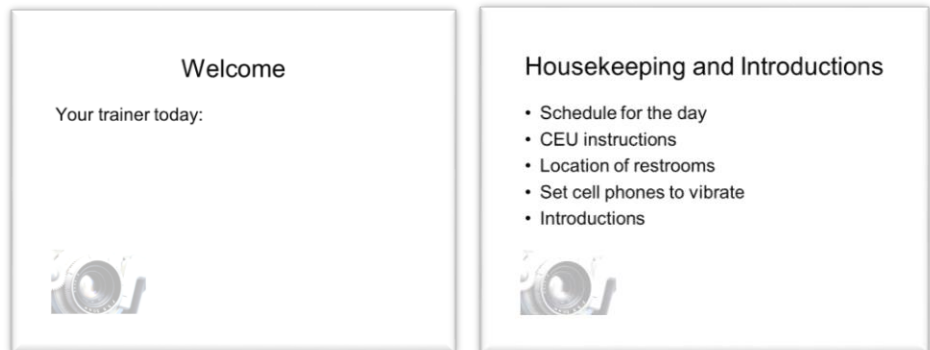 Welcome
Your trainer today:
Housekeeping and Introductions
• Schedule for the day
• CEU instructions
• Location of restrooms
• Set cell phones to vibrate
• Introductions